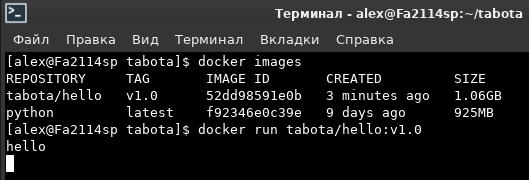 Терминал - alex@Fa2114sp:~/tabota
Файл Правка Вид Терминал Вкладки Справка
[alex@Fa2114sp tabota]$ docker images
REPOSITORY TAG IMAGE ID CREATED SIZE
tabota/hello v1.0 52dd98591e0b 3 minutes ago 1.06GB
python latest f92346e0c39e 9 days ago 925MB
[alex@Fa2114sp tabota]$ docker run tabota/hello:v1.0
hello